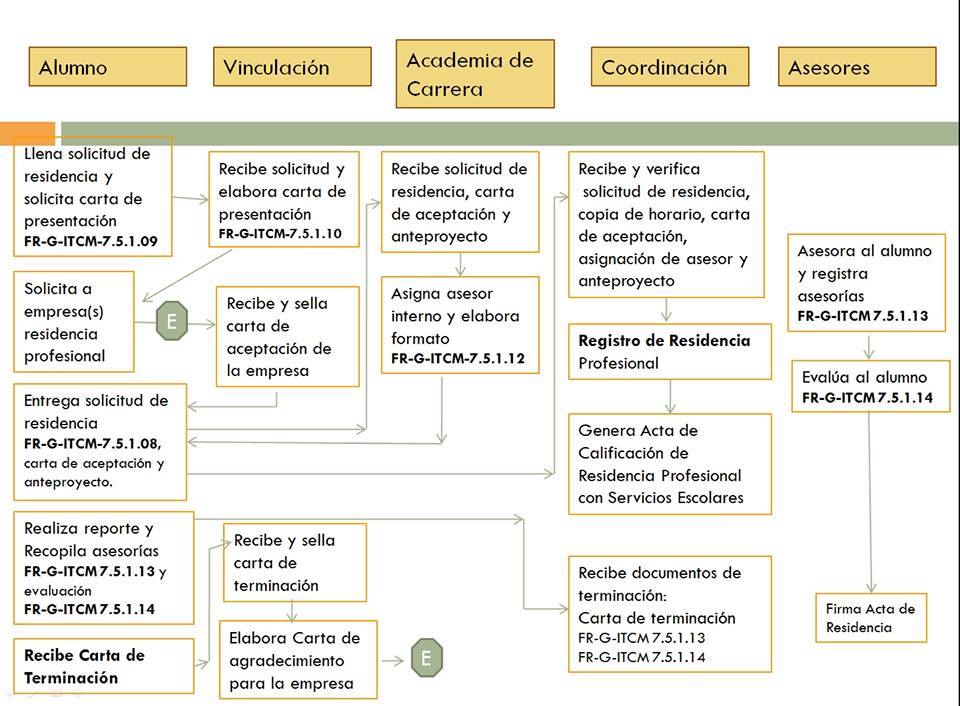 Alumno
Vinculación
Academia de
Carrera
Coordinación
Asesores
Llena solicitud de
residencia y
solicita carta de
presentación
FR-G-ITCM-7.5.1.09
Recibe solicitud y
elabora carta de
presentación
FR-G-ITCM-7.5.1.10
Recibe solicitud de
residencia, carta
de aceptación y
anteproyecto
Recibe y verifica
solicitud de residencia,
copia de horario, carta
de aceptación,
asignación de asesor y
anteproyecto
Asesora al alumno
y registra
asesorías
FR-G-ITCM 7.5.1.13
Solicita a
empresa(s)
residencia
profesional
E
Recibe y sella
carta de
aceptación de
la empresa
Asigna asesor
interno y elabora
formato
FR-G-ITCM-7.5.1.12
Registro de Residencia
Profesional
Evalúa al alumno
FR-G-ITCM 7.5.1.14
Entrega solicitud de
residencia
FR-G-ITCM-7.5.1.08,
carta de aceptación y
anteproyecto.
Genera Acta de
Calificación de
Residencia Profesional
con Servicios Escolares
Realiza reporte y
Recopila asesorías
FR-G-ITCM 7.5.1.13 y
evaluación
FR-G-ITCM 7.5.1.14
Recibe y sella
carta de
terminación
Recibe documentos de
terminación:
Carta de terminación
FR-G-ITCM 7.5.1.13
FR-G-ITCM 7.5.1.14
Firma Acta de
Residencia
Recibe Carta de
Terminación
Elabora Carta de
agradecimiento
para la empresa
E